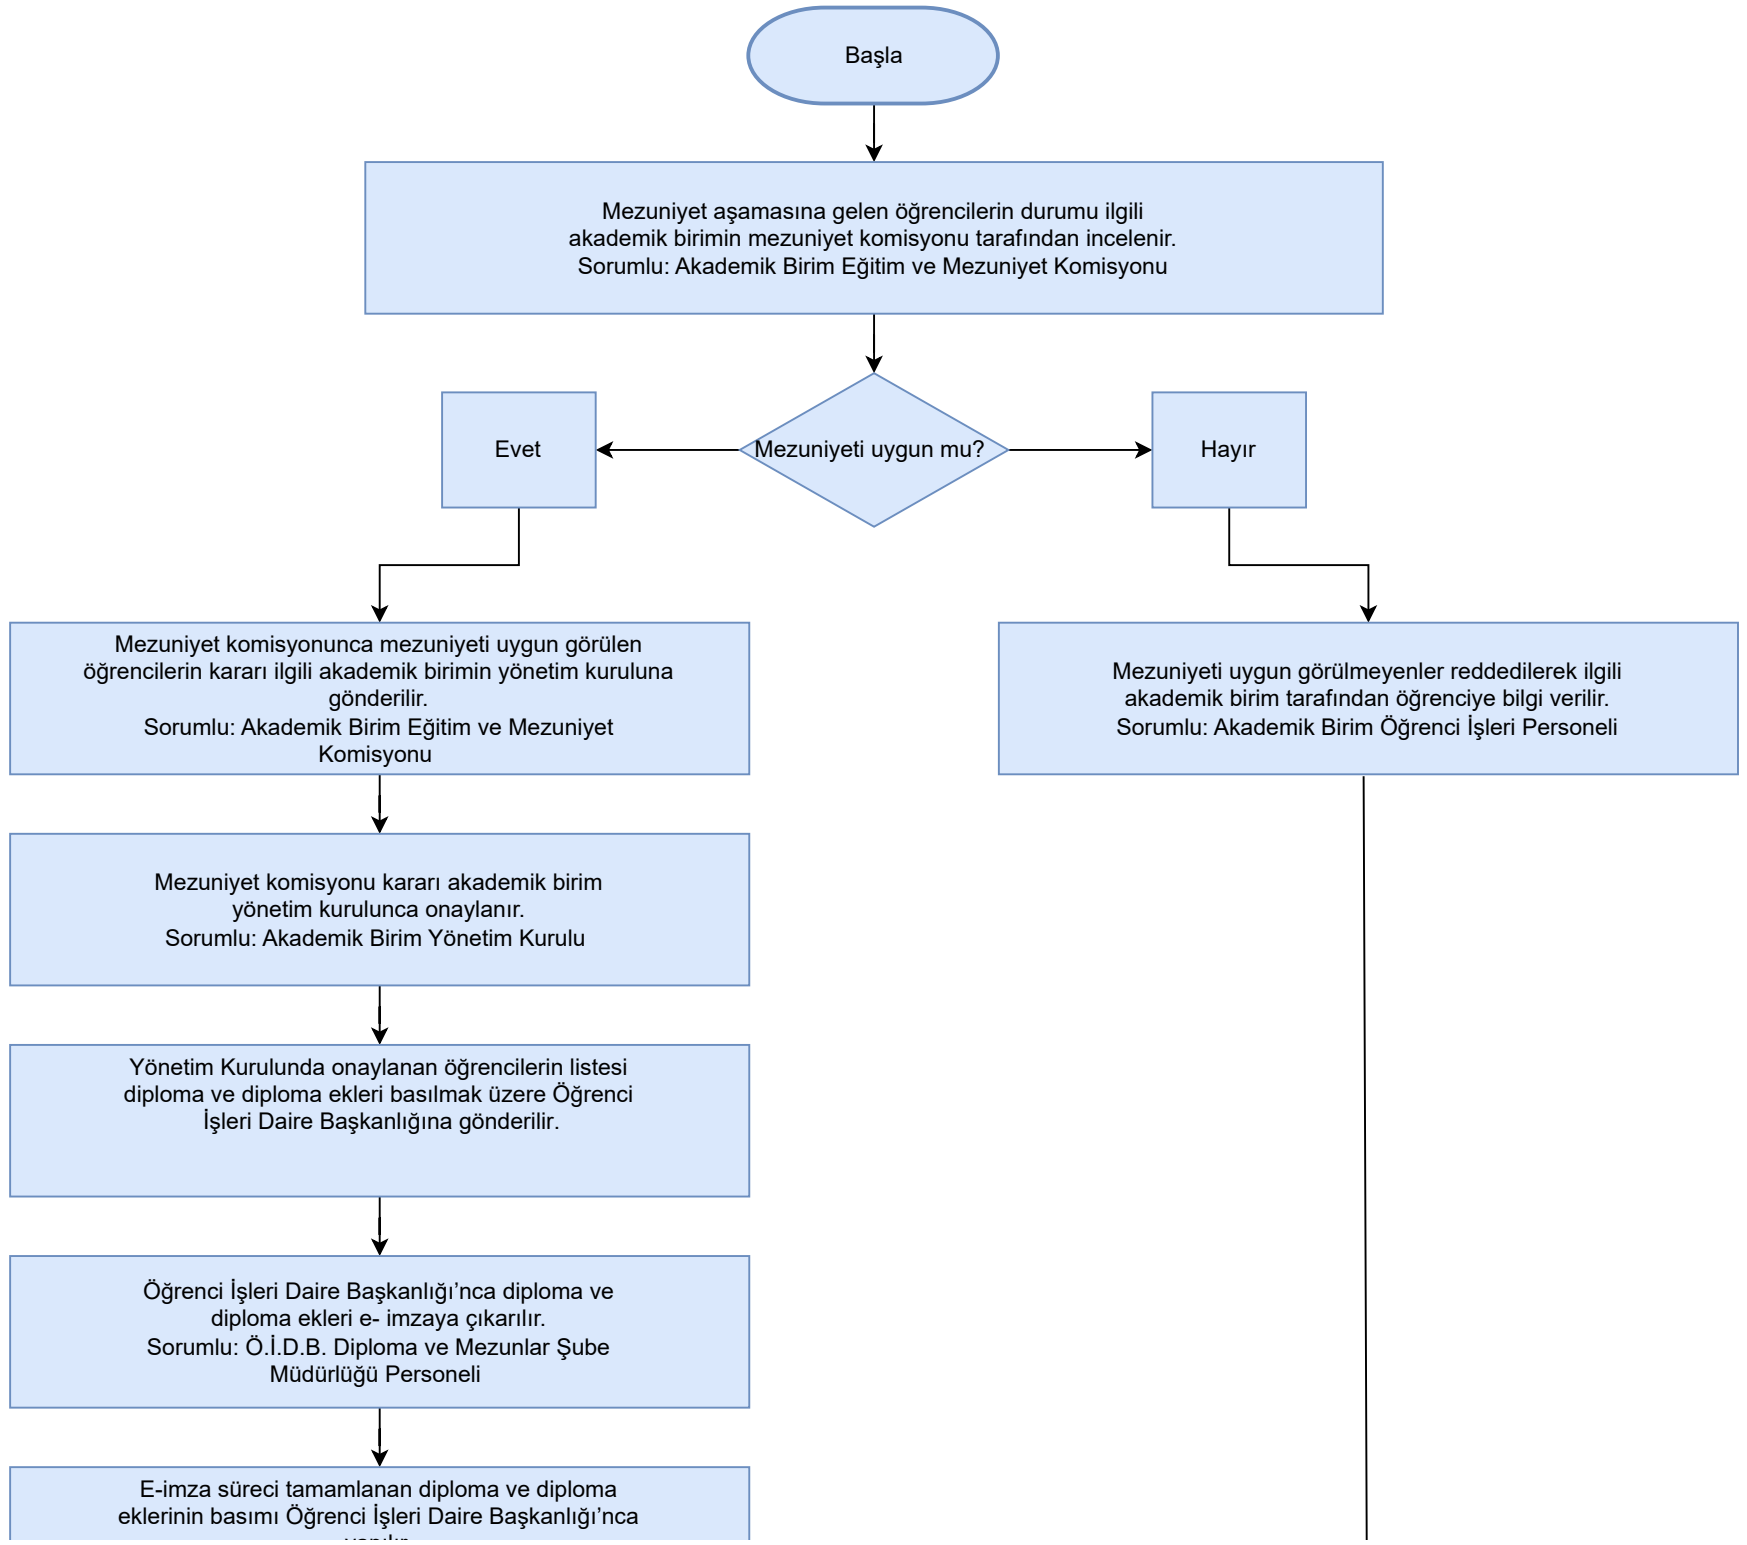 Başla
Mezuniyet aşamasına gelen öğrencilerin durumu ilgili
akademik birimin mezuniyet komisyonu tarafından incelenir.
Sorumlu: Akademik Birim Eğitim ve Mezuniyet Komisyonu
Evet
Mezuniyeti uygun mu?
Hayır
Mezuniyet komisyonunca mezuniyeti uygun görülen
öğrencilerin kararı ilgili akademik birimin yönetim kuruluna
gönderilir.
Sorumlu: Akademik Birim Eğitim ve Mezuniyet
Komisyonu
Mezuniyeti uygun görülmeyenler reddedilerek ilgili
akademik birim tarafından öğrenciye bilgi verilir.
Sorumlu: Akademik Birim Öğrenci İşleri Personeli
Mezuniyet komisyonu kararı akademik birim
yönetim kurulunca onaylanır.
Sorumlu: Akademik Birim Yönetim Kurulu
Yönetim Kurulunda onaylanan öğrencilerin listesi
diploma ve diploma ekleri basılmak üzere Öğrenci
İşleri Daire Başkanlığına gönderilir.
Öğrenci İşleri Daire Başkanlığı’nca diploma ve
diploma ekleri e- imzaya çıkarılır.
Sorumlu: Ö.İ.D.B. Diploma ve Mezunlar Şube
Müdürlüğü Personeli
E-imza süreci tamamlanan diploma ve diploma
eklerinin basımı Öğrenci İşleri Daire Başkanlığı’nca